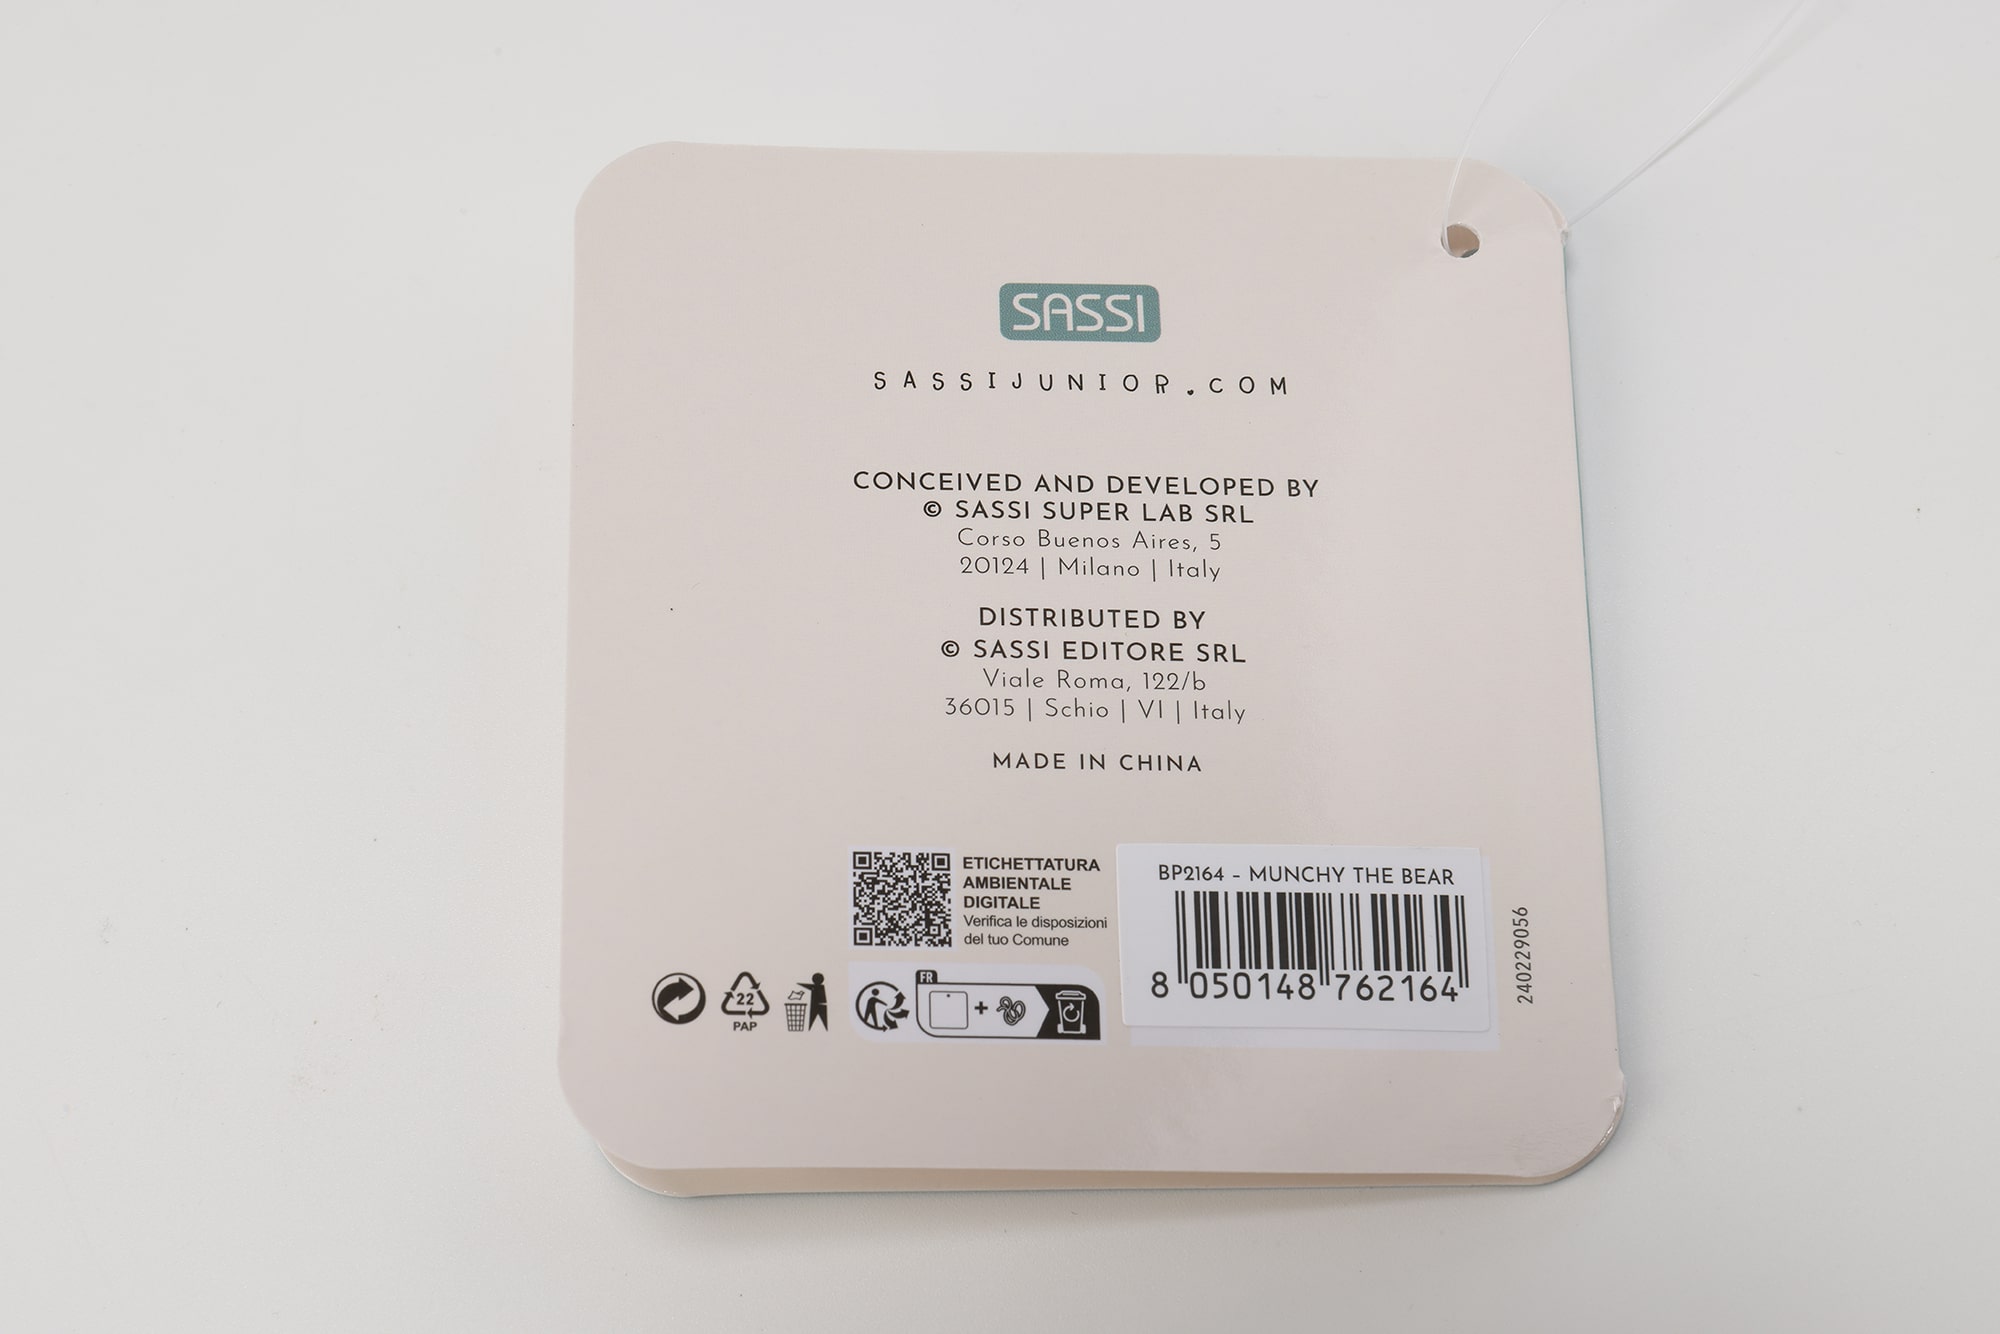 SASSI
SASSIJUNIOR.COM
CONCEIVED AND DEVELOPED BY
© SASSI SUPER LAB SRL
Corso Buenos Aires, 5
20124 | Milano | Italy
DISTRIBUTED BY
© SASSI EDITORE SRL
Viale Roma, 122/b
36015 | Schio | VI | Italy
MADE IN CHINA
ETICHETTATURA
AMBIENTALE
DIGITALE
Verifica le disposizioni
del tuo Comune
BP2164 - MUNCHY THE BEAR
8 050148 762164
240229056
22
PAP
FR
+